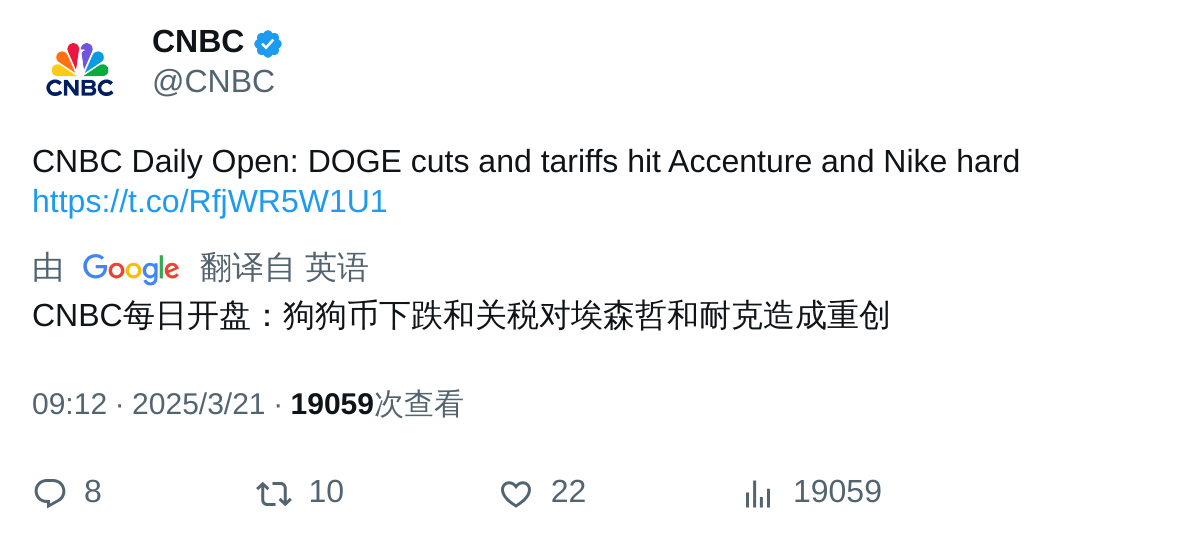 CNBC
CNBC
@CNBC
CNBC Daily Open: DOGE cuts and tariffs hit Accenture and Nike hard
https://t.co/RfjWR5W1U1
由 Google 翻译自 英语
CNBC每日开盘：狗狗币下跌和关税对埃森哲和耐克造成重创
09:12 · 2025/3/21 · 19059次查看
8 10 22 19059